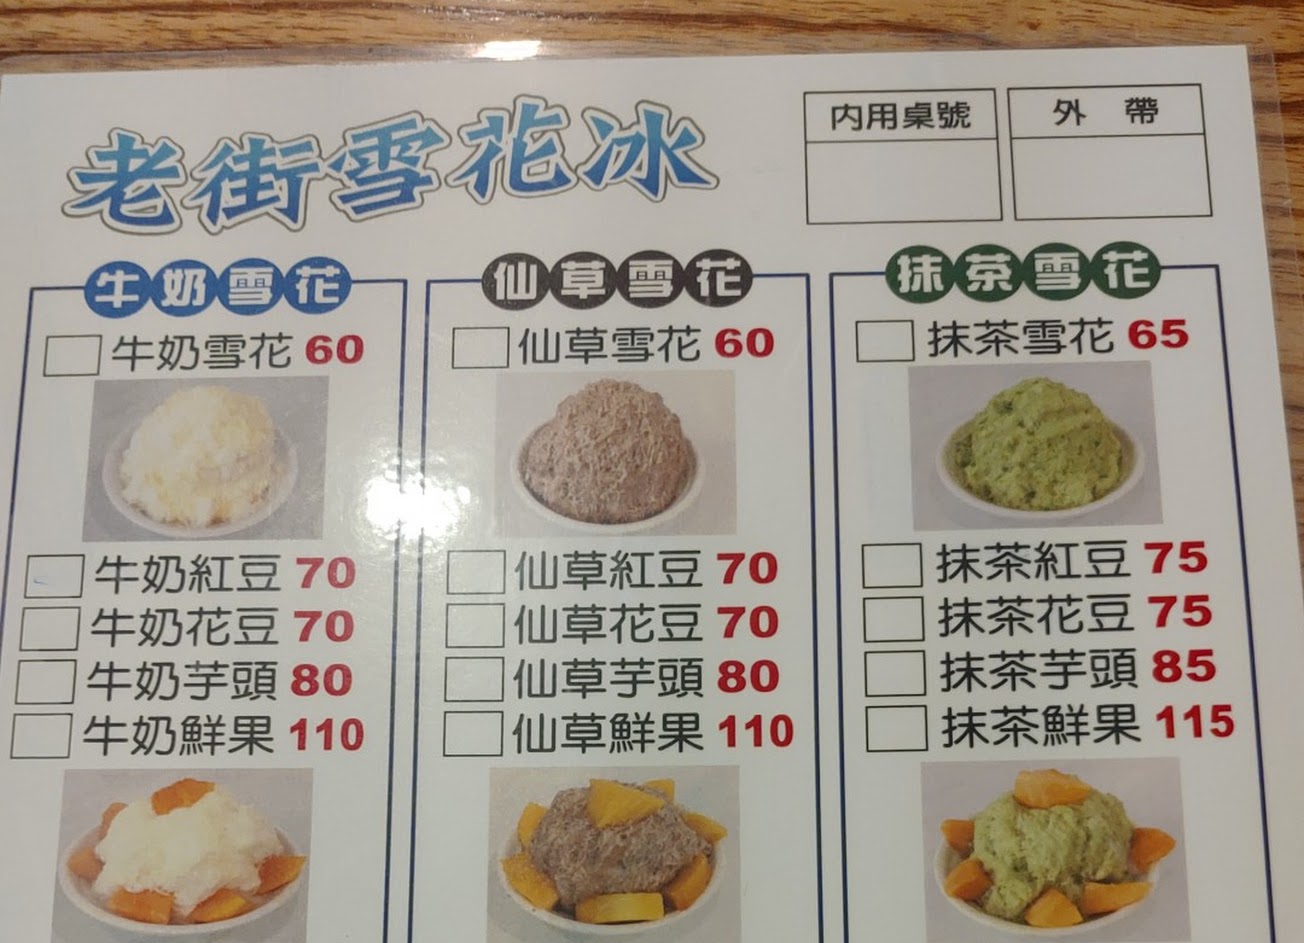 老街雪花冰
內用桌號
外 帶
牛奶雪花
牛奶雪花 60
牛奶紅豆 70
牛奶花豆 70
牛奶芋頭 80
牛奶鮮果 110
仙草雪花
仙草雪花 60
仙草紅豆 70
仙草花豆 70
仙草芋頭 80
仙草鮮果 110
抹茶雪花
抹茶雪花 65
抹茶紅豆 75
抹茶花豆 75
抹茶芋頭 85
抹茶鮮果 115